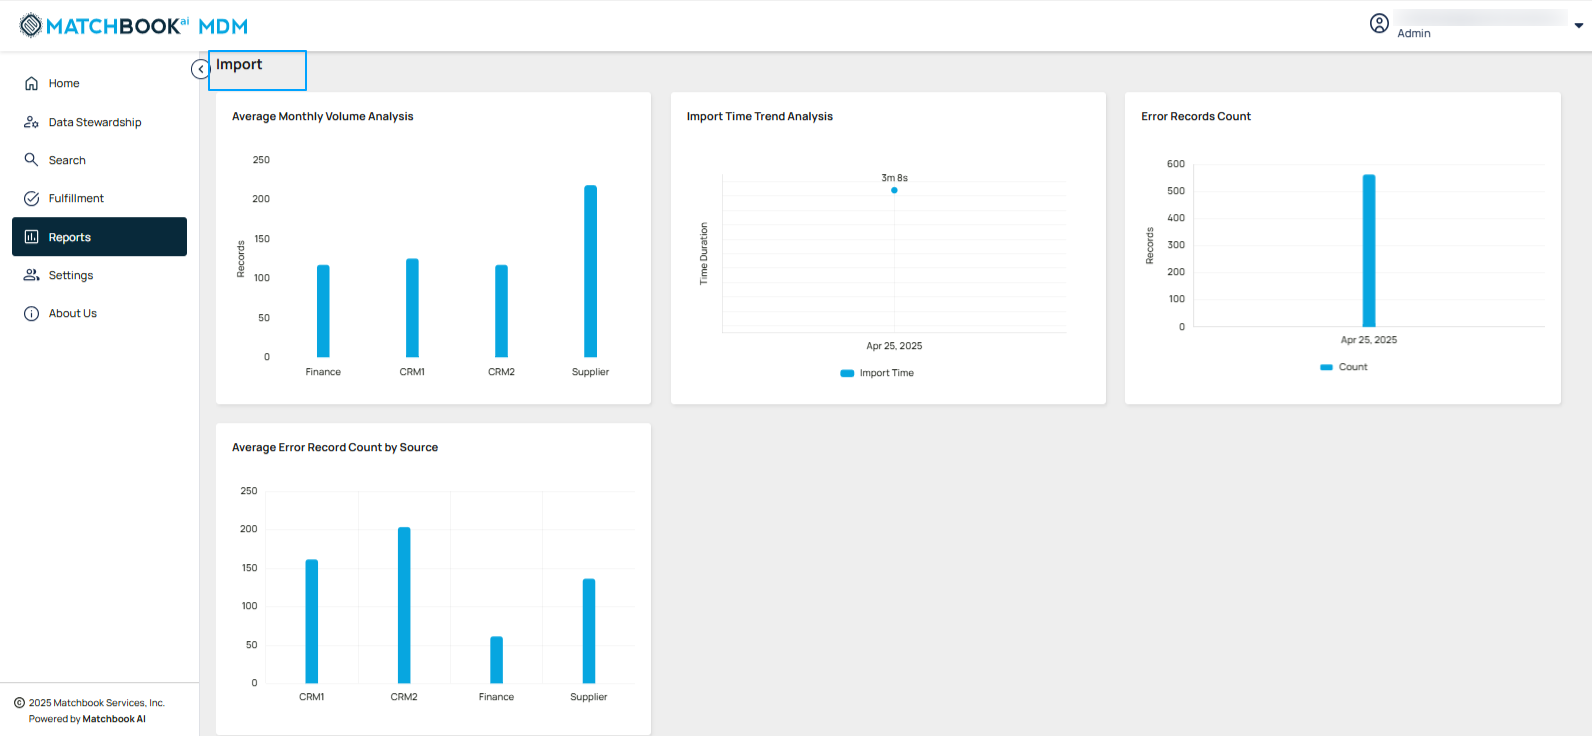 MATCHBOOKai MDM
Admin
Home
Data Stewardship
Search
Fulfillment
Reports
Settings
About Us
© 2025 Matchbook Services, Inc.
Powered by Matchbook AI
Import
Average Monthly Volume Analysis
250
200
150
100
50
0
Records
Finance CRM1 CRM2 Supplier
Import Time Trend Analysis
3m 8s
Time Duration
Apr 25, 2025
Import Time
Error Records Count
600
500
400
300
200
100
0
Records
Apr 25, 2025
Count
Average Error Record Count by Source
250
200
150
100
50
0
CRM1 CRM2 Finance Supplier